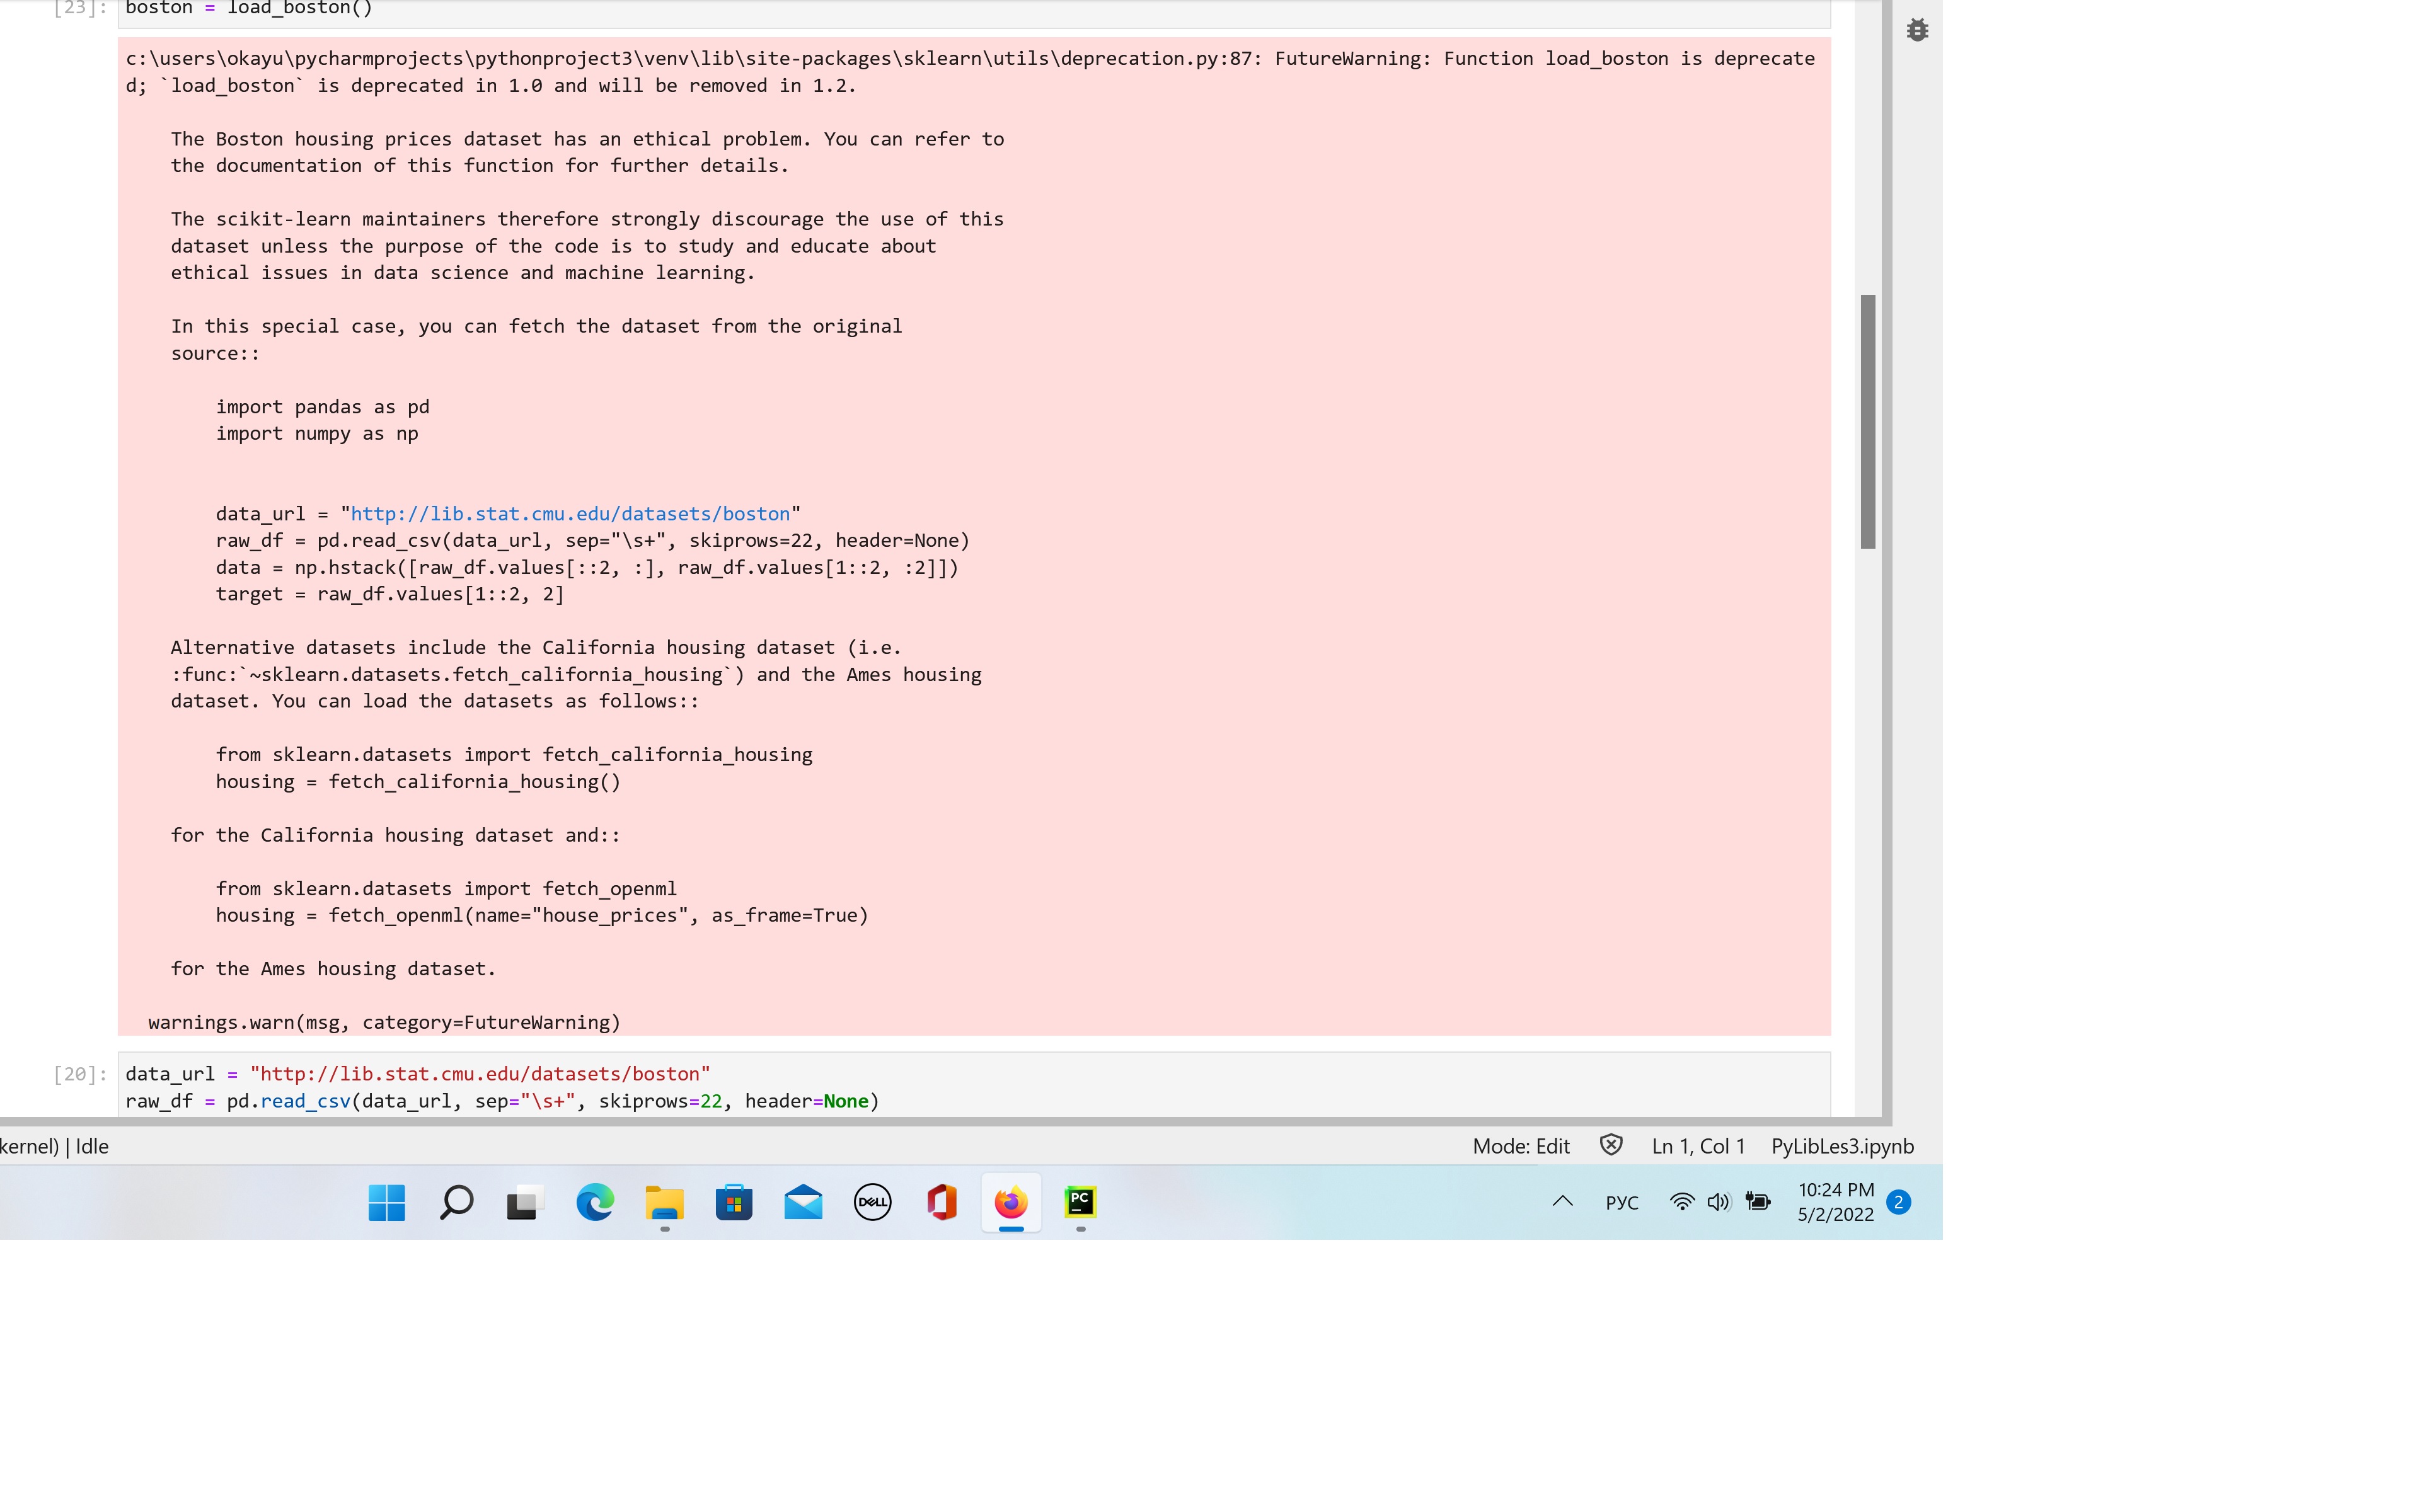 [23]: boston = load_boston()
c:\users\okayu\pycharmprojects\pythonproject3\venv\lib\site-packages\sklearn\utils\deprecation.py:87: FutureWarning: Function load_boston is deprecate
d; `load_boston` is deprecated in 1.0 and will be removed in 1.2.
The Boston housing prices dataset has an ethical problem. You can refer to
the documentation of this function for further details.
The scikit-learn maintainers therefore strongly discourage the use of this
dataset unless the purpose of the code is to study and educate about
ethical issues in data science and machine learning.
In this special case, you can fetch the dataset from the original
source::
import pandas as pd
import numpy as np
data_url = "http://lib.stat.cmu.edu/datasets/boston"
raw_df = pd.read_csv(data_url, sep="\s+", skiprows=22, header=None)
data = np.hstack([raw_df.values[::2, :], raw_df.values[1::2, :2]])
target = raw_df.values[1::2, 2]
Alternative datasets include the California housing dataset (i.e.
:func:`~sklearn.datasets.fetch_california_housing`) and the Ames housing
dataset. You can load the datasets as follows::
from sklearn.datasets import fetch_california_housing
housing = fetch_california_housing()
for the California housing dataset and::
from sklearn.datasets import fetch_openml
housing = fetch_openml(name="house_prices", as_frame=True)
for the Ames housing dataset.
warnings.warn(msg, category=FutureWarning)
[20]: data_url = "http://lib.stat.cmu.edu/datasets/boston"
raw_df = pd.read_csv(data_url, sep="\s+", skiprows=22, header=None)
kernel) | Idle
Mode: Edit
Ln 1, Col 1
PyLibLes3.ipynb
DELL
PC
РУС
10:24 PM
5/2/2022
2